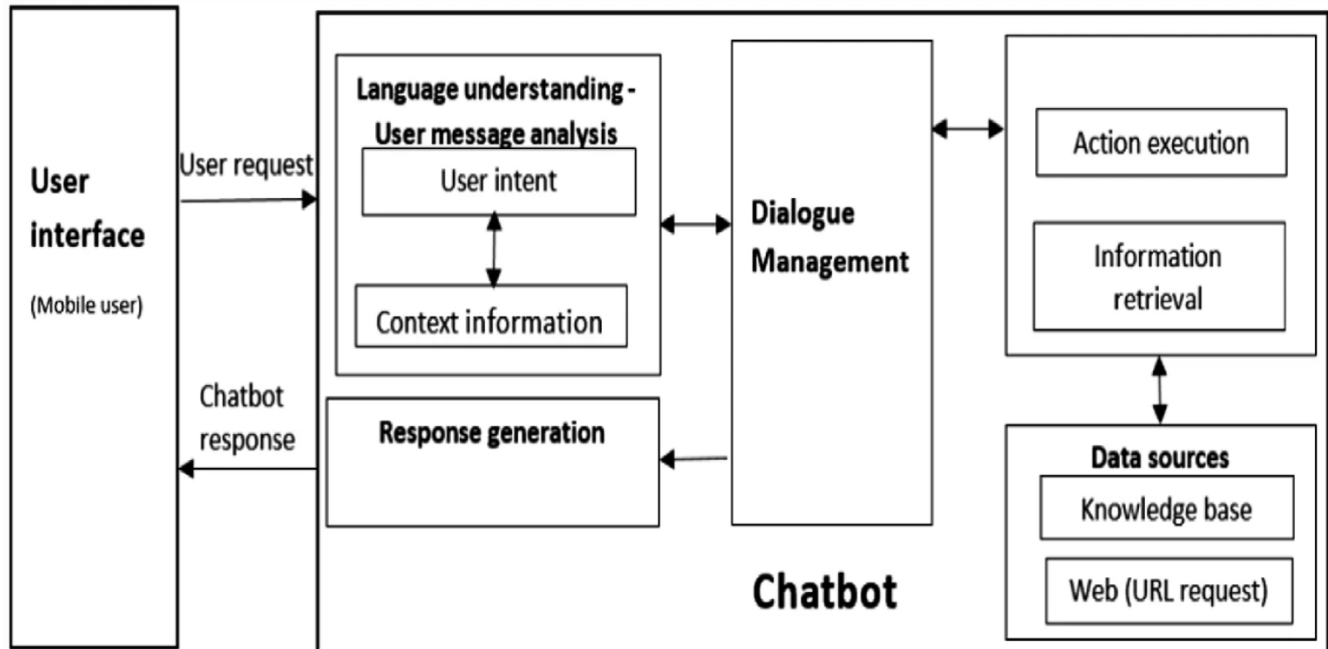 User
interface
(Mobile user)
User request
Chatbot
response
Language understanding -
User message analysis
User intent
Context information
Response generation
Dialogue
Management
Action execution
Information
retrieval
Data sources
Knowledge base
Web (URL request)
Chatbot